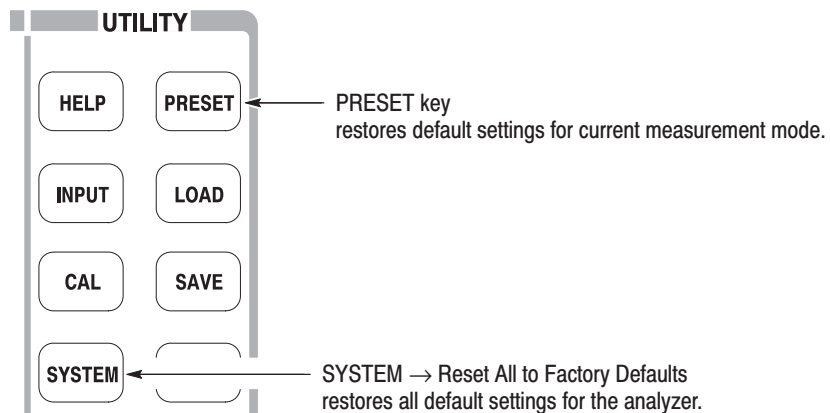 UTILITY
HELP
PRESET
PRESET key
restores default settings for current measurement mode.
INPUT
LOAD
CAL
SAVE
SYSTEM
SYSTEM → Reset All to Factory Defaults
restores all default settings for the analyzer.